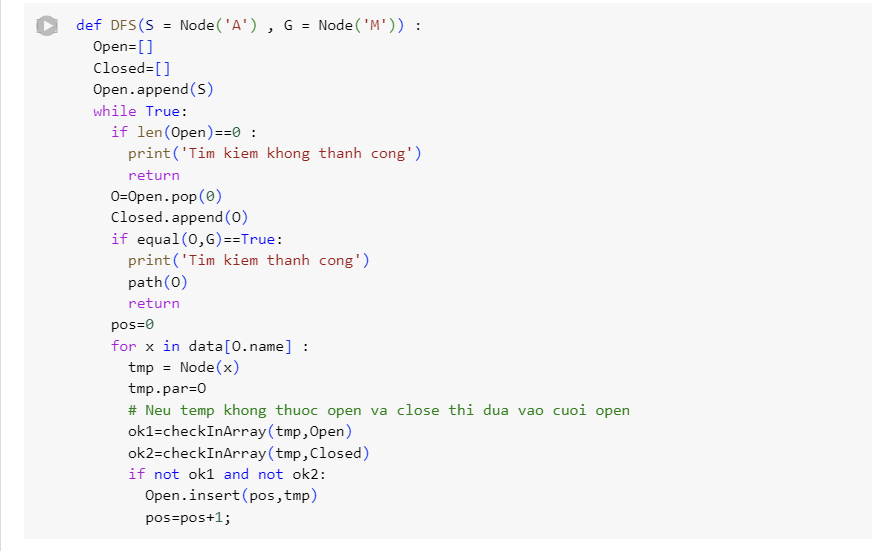 def DFS(S = Node('A') , G = Node('M')) :
  Open=[]
  Closed=[]
  Open.append(S)
  while True:
    if len(Open)==0 :
      print('Tim kiem khong thanh cong')
      return
    O=Open.pop(0)
    Closed.append(O)
    if equal(O,G)==True:
      print('Tim kiem thanh cong')
      path(O)
      return
    pos=0
    for x in data[O.name] :
      tmp = Node(x)
      tmp.par=O
      # Neu temp khong thuoc open va close thi dua vao cuoi open
      ok1=checkInArray(tmp,Open)
      ok2=checkInArray(tmp,Closed)
      if not ok1 and not ok2:
        Open.insert(pos,tmp)
        pos=pos+1;